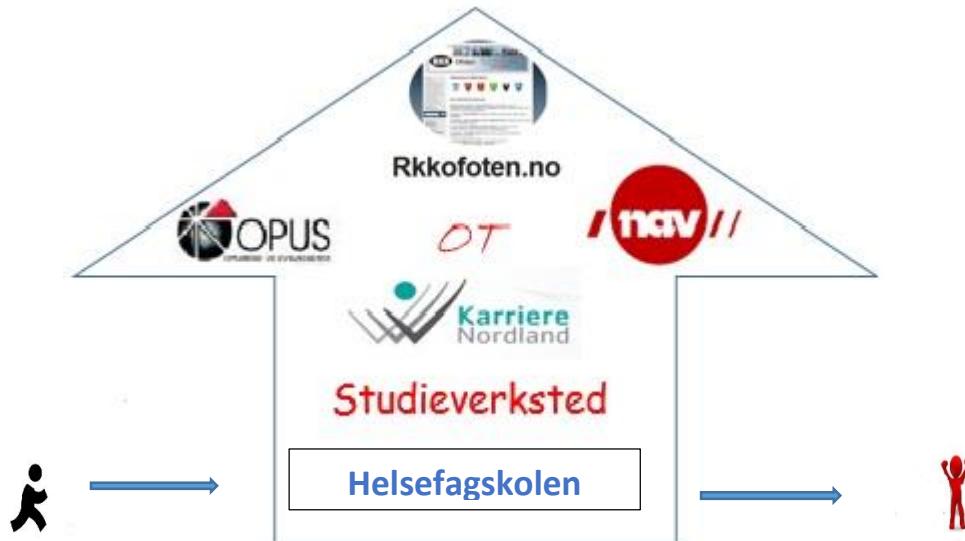 Rkkofoten.no
OPUS
OT
/nav//
Karriere
Nordland
Studieverksted
Helsefagskolen